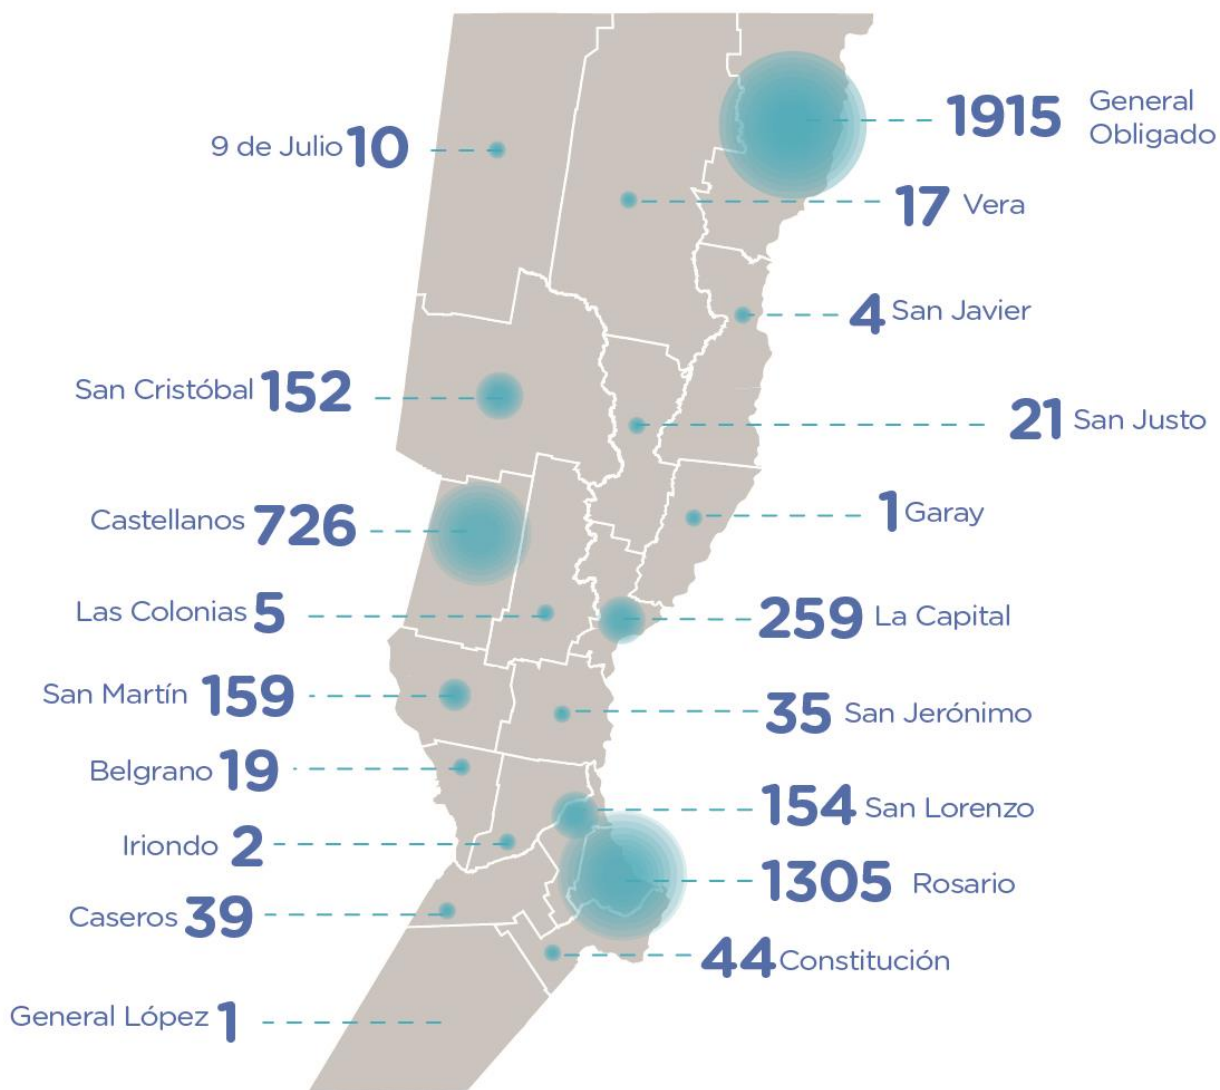 1915 General
Obligado
9 de Julio 10
17 Vera
4 San Javier
San Cristóbal 152
21 San Justo
Castellanos 726
1 Garay
Las Colonias 5
259 La Capital
San Martín 159
35 San Jerónimo
Belgrano 19
154 San Lorenzo
Iriondo 2
1305 Rosario
Caseros 39
44 Constitución
General López 1